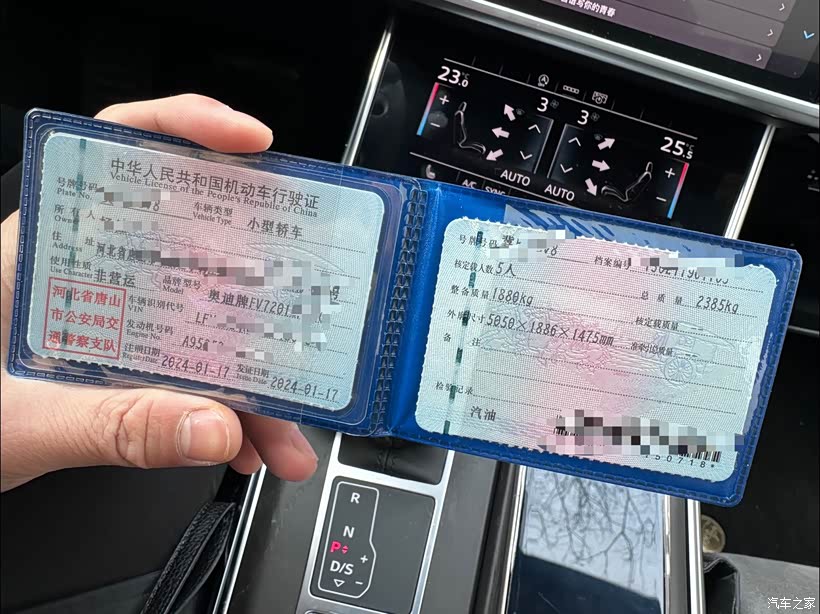 谱写你的青春
23.0
°C
3
3
25.5
AUTO
AUTO
A/C
SYNC
中华人民共和国机动车行驶证
Vehicle License of the People's Republic of China
号牌号码
Plate No.
车辆类型
Vehicle Type
小型轿车
所有人
Owner
住 址
Address
河北省
使用性质
Use Character
非营运
品牌型号
Model
奥迪牌FV7201
河北省唐山
市公安局交
通警察支队
车辆识别代号
VIN
LF
发动机号码
Engine No.
A95
注册日期
Register Date
2024-01-17
发证日期
Issue Date
2024-01-17
号牌号码
档案编号
核定载人数
5人
总 质 量
2385kg
整备质量
1880kg
核定载质量
外廓尺寸
5050×1886×1475mm
准牵引总质量
备 注
检验记录
汽油
150718*
R
N
P
D/S
+
−
汽车之家